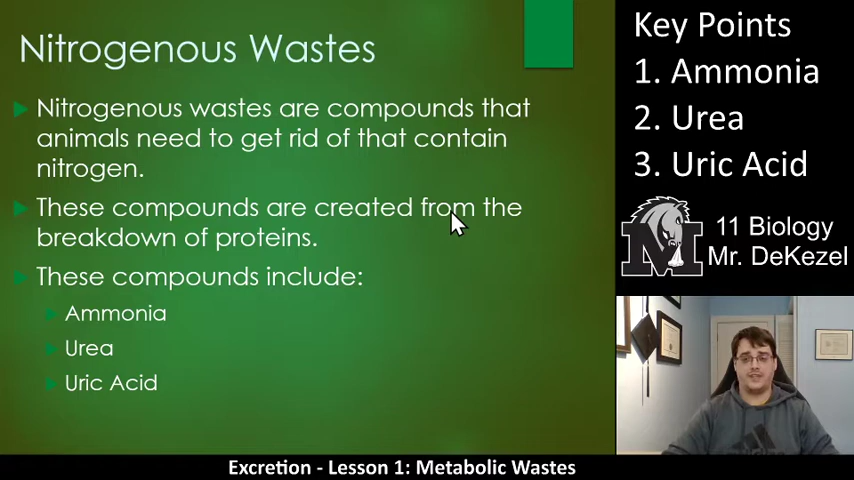 Nitrogenous Wastes
Nitrogenous wastes are compounds that
animals need to get rid of that contain
nitrogen.
These compounds are created from the
breakdown of proteins.
These compounds include:
Ammonia
Urea
Uric Acid
Key Points
1. Ammonia
2. Urea
3. Uric Acid
M
11 Biology
Mr. DeKezel
Excretion - Lesson 1: Metabolic Wastes